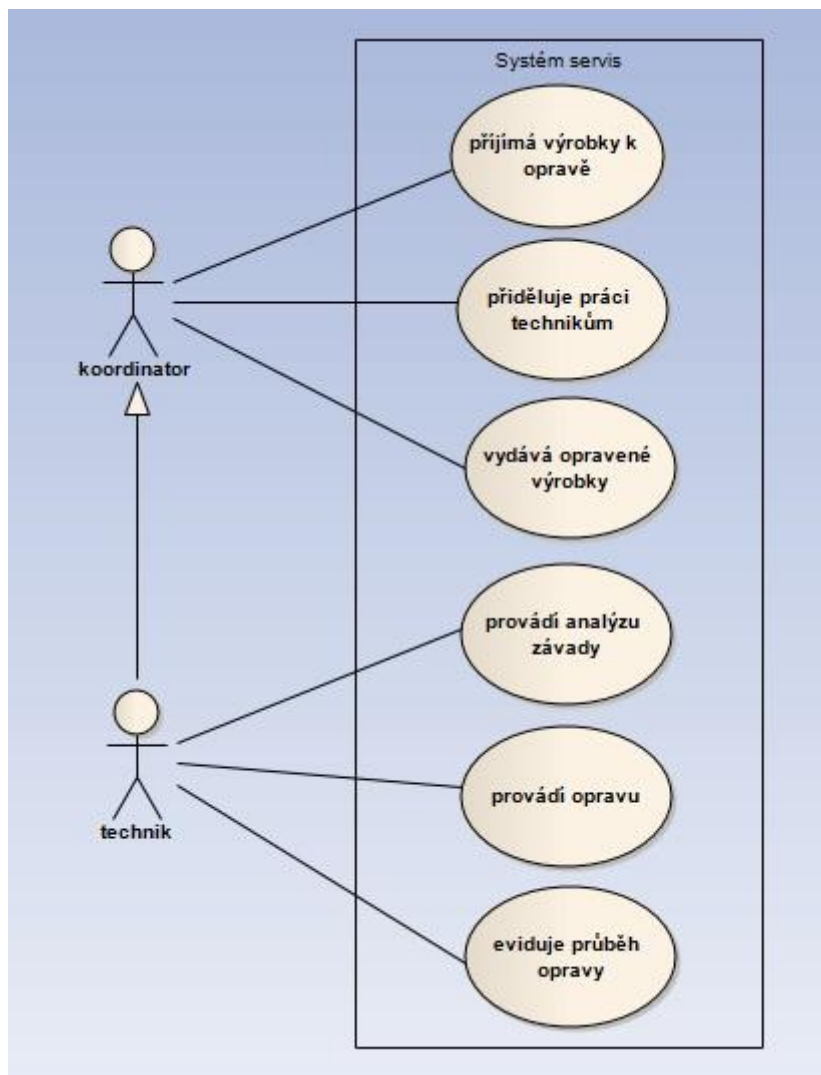 Systém servis
příjímá výrobky k
opravě
přiděluje práci
technikům
koordinator
vydává opravené
výrobky
provádí analýzu
závady
provádí opravu
technik
eviduje průběh
opravy